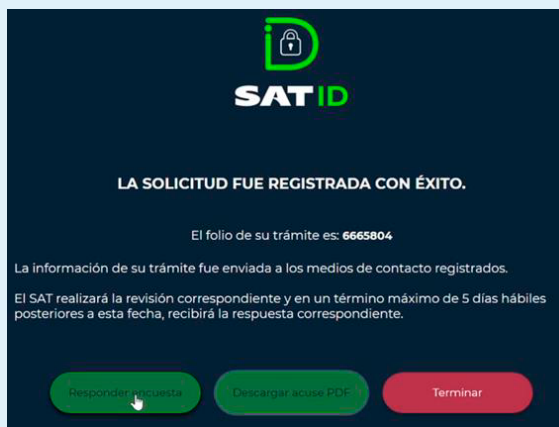 SAT ID
LA SOLICITUD FUE REGISTRADA CON ÉXITO.
El folio de su trámite es: 6665804
La información de su trámite fue enviada a los medios de contacto registrados.
El SAT realizará la revisión correspondiente y en un término máximo de 5 días hábiles
posteriores a esta fecha, recibirá la respuesta correspondiente.
Responder encuesta
Descargar acuse PDF
Terminar